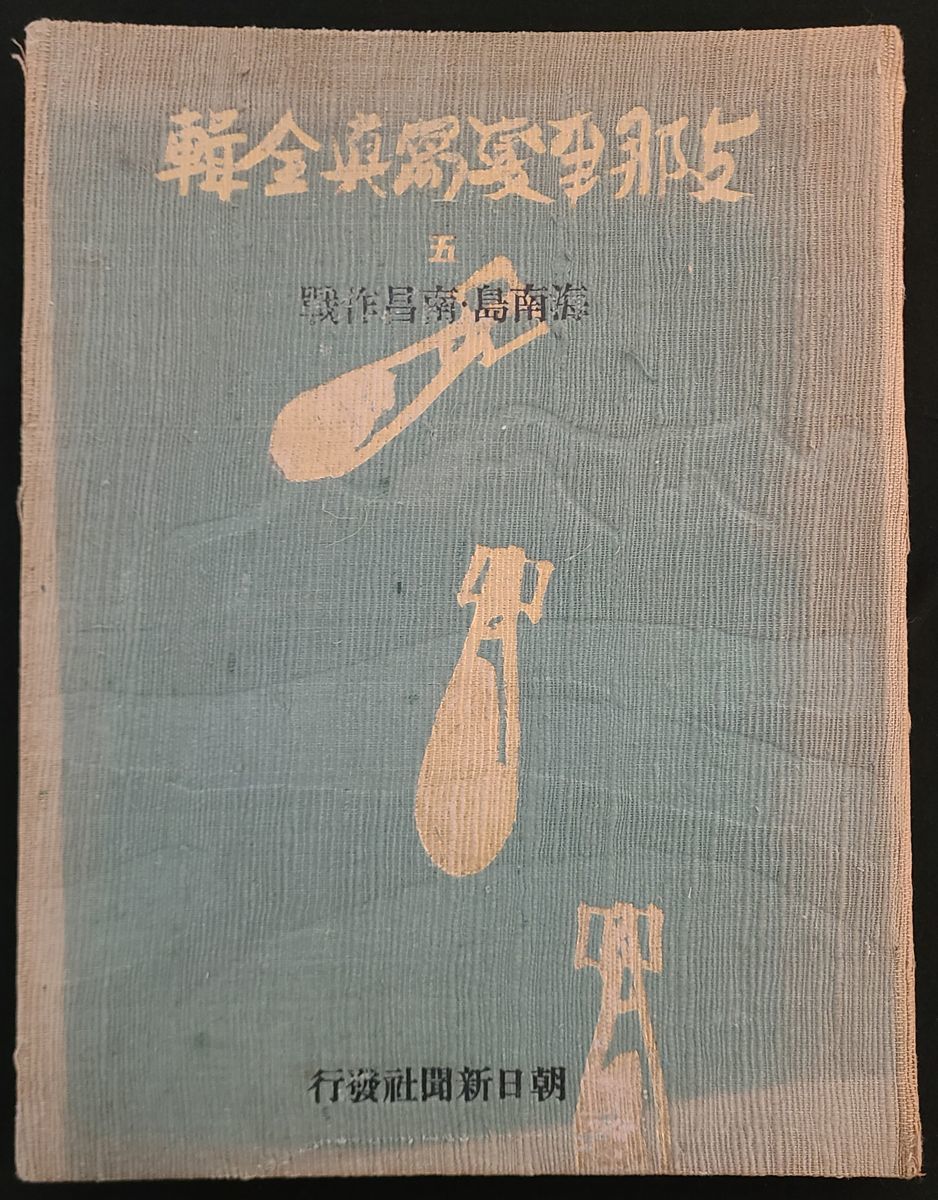 支那事變寫眞全輯
五
海南島・南昌作戰
朝日新聞社發行